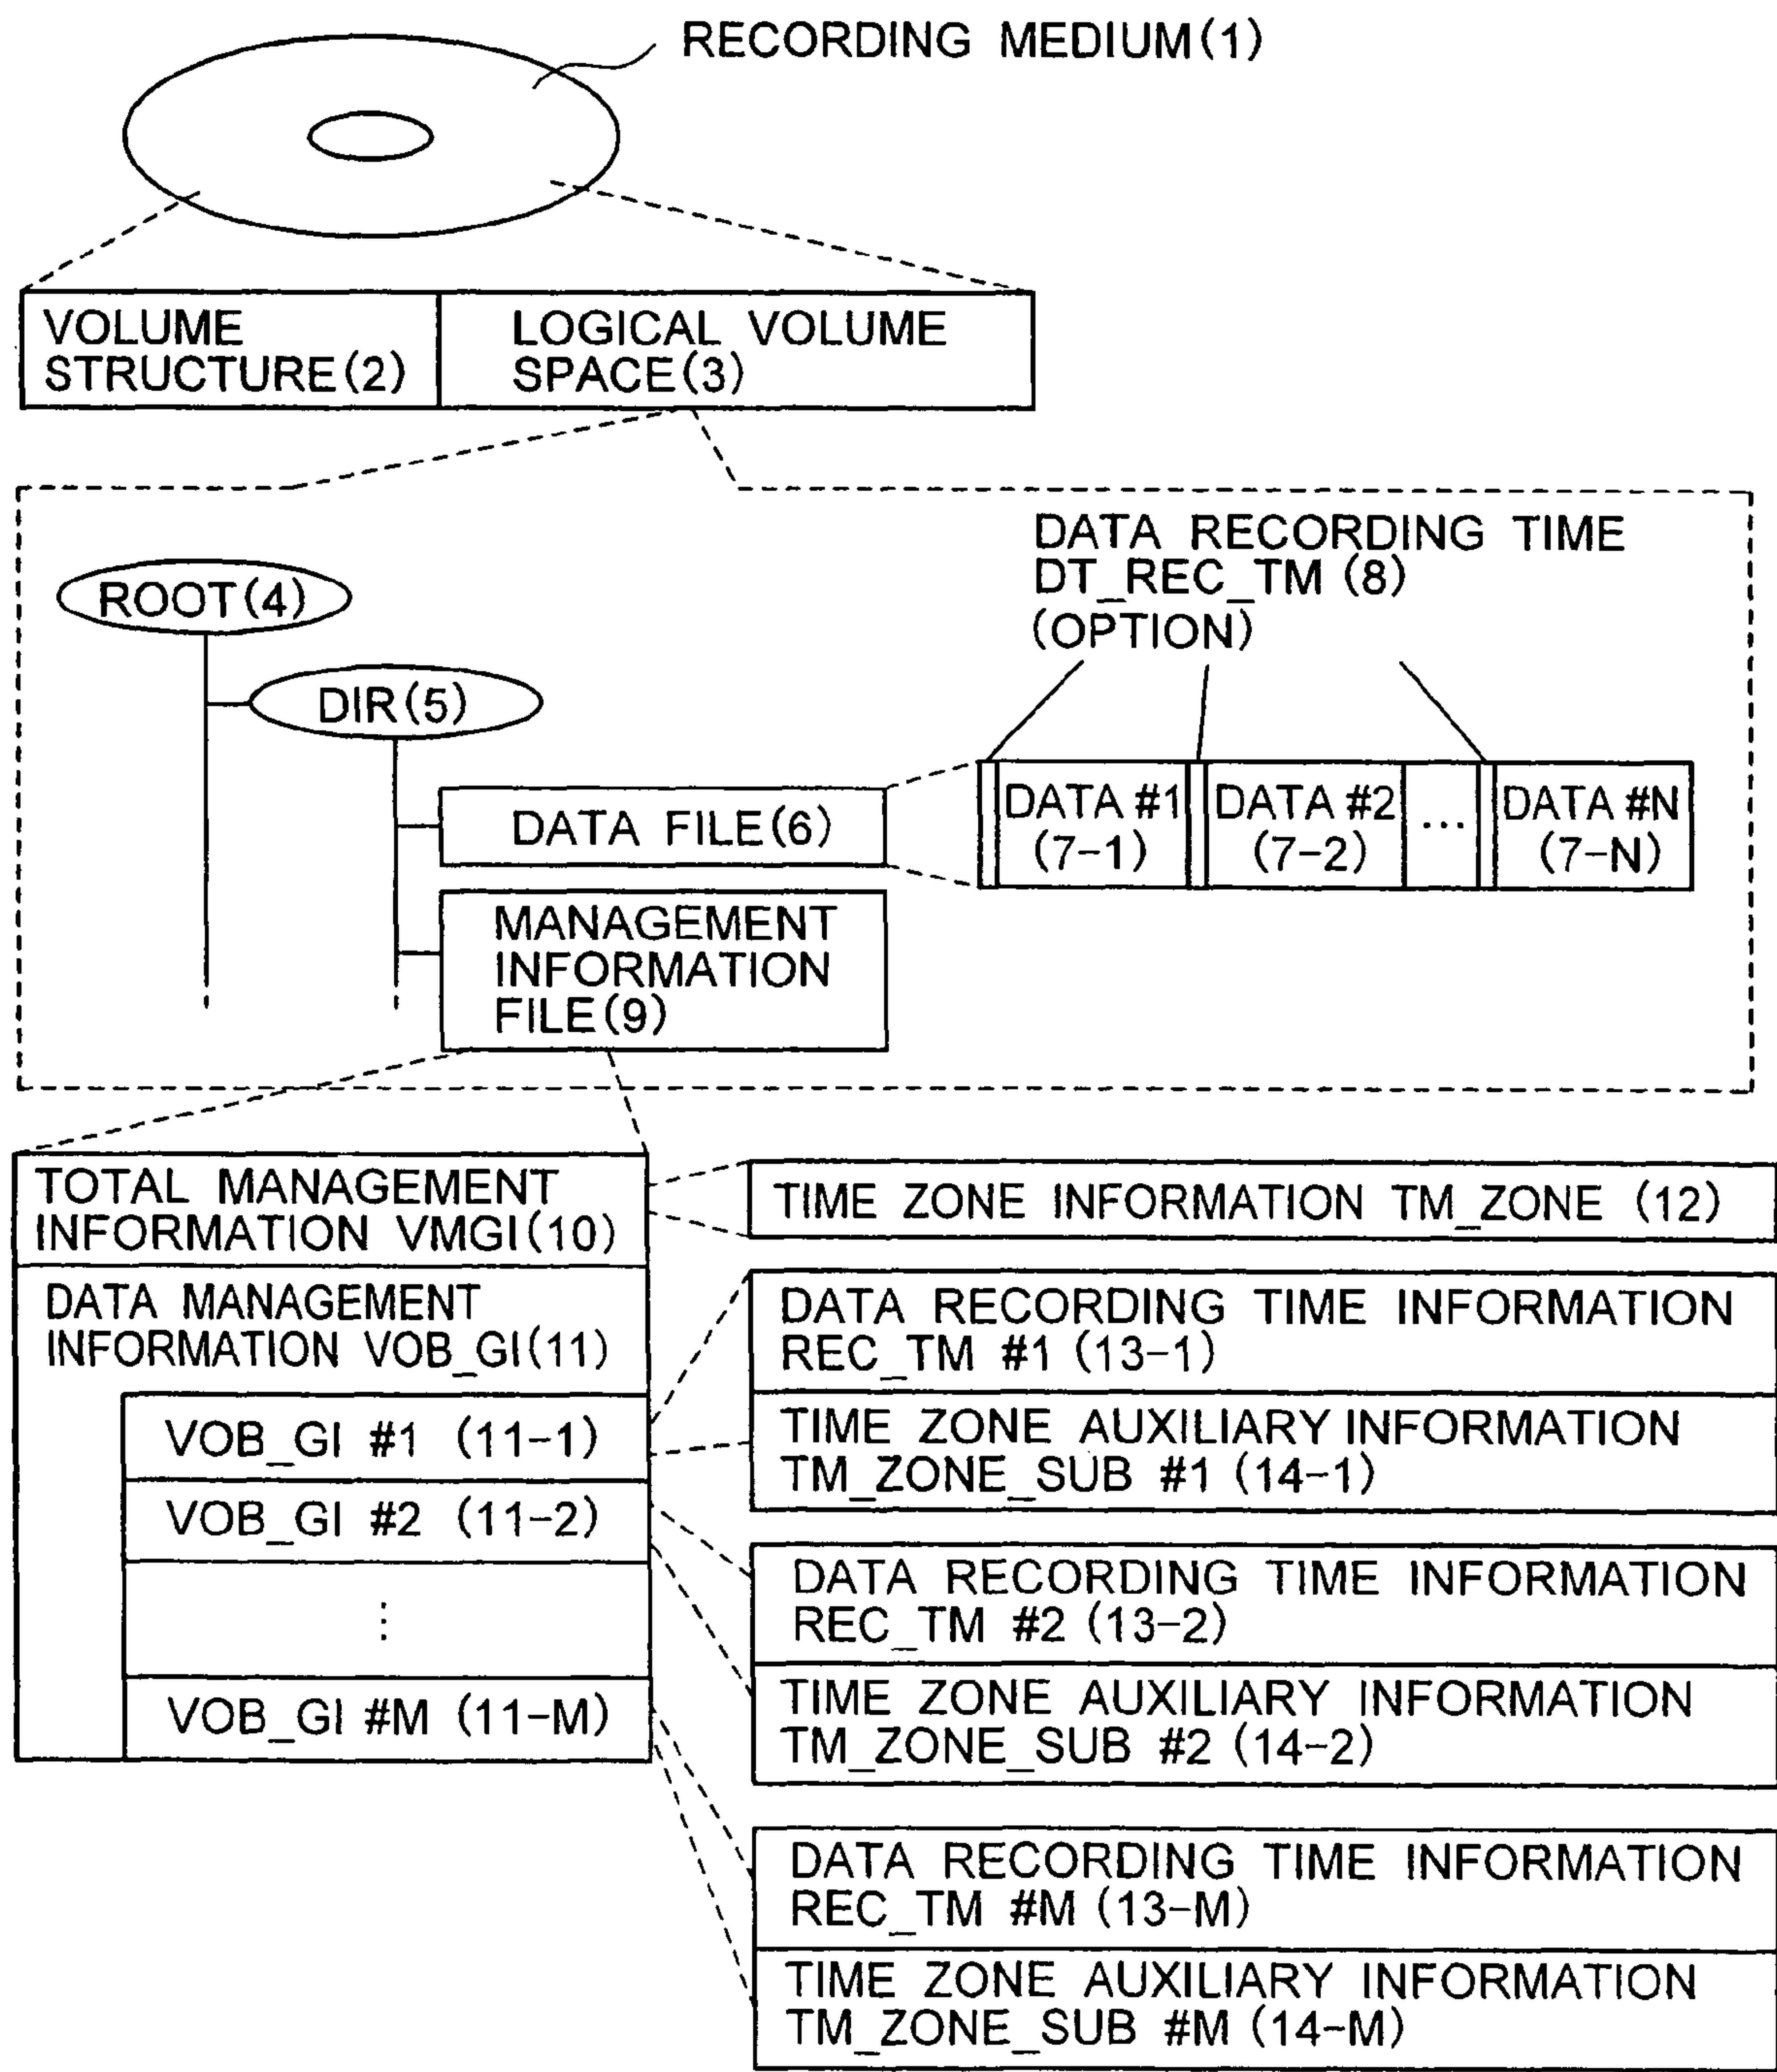 RECORDING MEDIUM(1)
VOLUME
STRUCTURE(2)
LOGICAL VOLUME
SPACE(3)
DATA RECORDING TIME
DT_REC_TM (8)
(OPTION)
ROOT(4)
DIR(5)
DATA FILE(6)
DATA #1
(7-1)
DATA #2
(7-2)
...
DATA #N
(7-N)
MANAGEMENT
INFORMATION
FILE(9)
TOTAL MANAGEMENT
INFORMATION VMGI(10)
TIME ZONE INFORMATION TM_ZONE (12)
DATA MANAGEMENT
INFORMATION VOB_GI(11)
VOB_GI #1 (11-1)
VOB_GI #2 (11-2)
⋮
VOB_GI #M (11-M)
DATA RECORDING TIME INFORMATION
REC_TM #1 (13-1)
TIME ZONE AUXILIARY INFORMATION
TM_ZONE_SUB #1 (14-1)
DATA RECORDING TIME INFORMATION
REC_TM #2 (13-2)
TIME ZONE AUXILIARY INFORMATION
TM_ZONE_SUB #2 (14-2)
DATA RECORDING TIME INFORMATION
REC_TM #M (13-M)
TIME ZONE AUXILIARY INFORMATION
TM_ZONE_SUB #M (14-M)